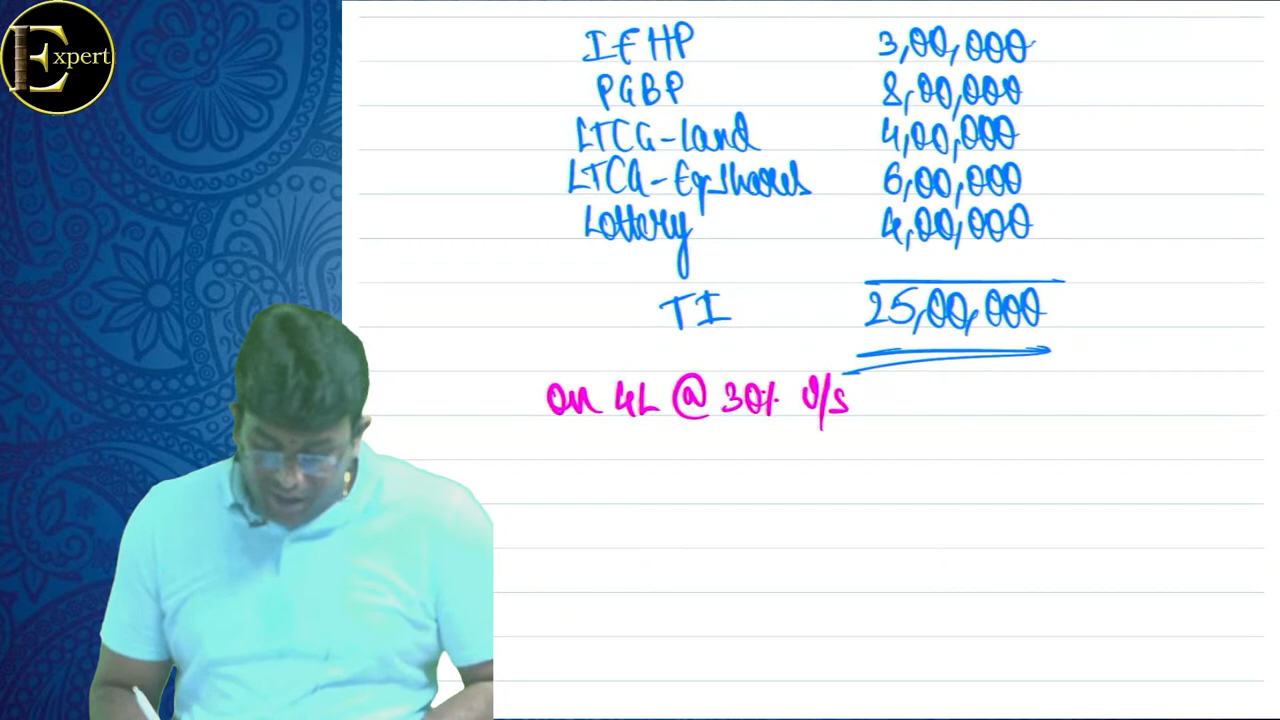 Expert
IFHP 3,00,000
PGBP 8,00,000
LTCG-Land 4,00,000
LTCG-Eq.Shares 6,00,000
Lottery 4,00,000
TI 25,00,000
on 4L @ 30% u/s